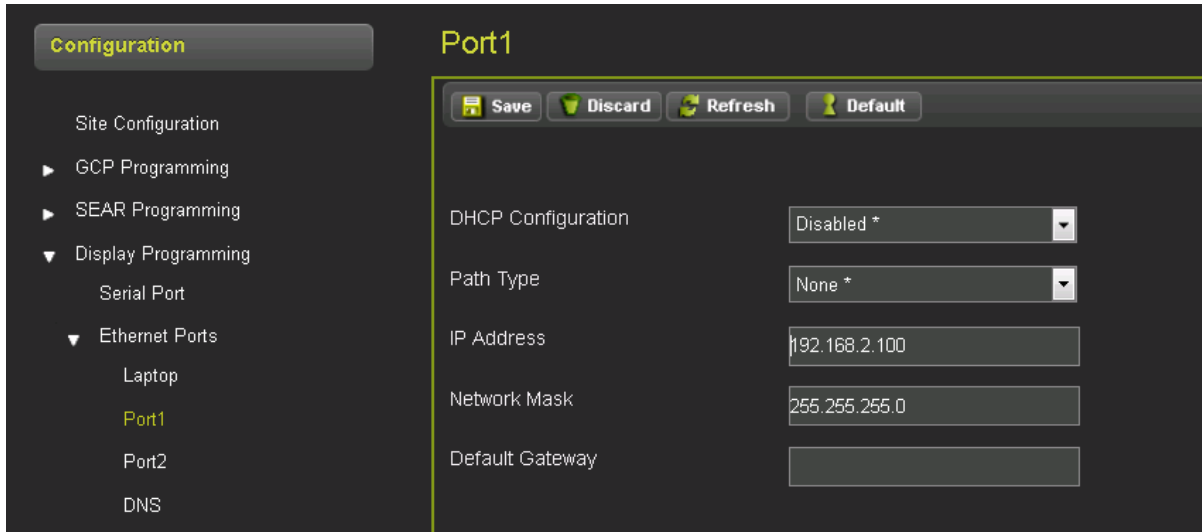 Configuration
Site Configuration
GCP Programming
SEAR Programming
Display Programming
Serial Port
Ethernet Ports
Laptop
Port1
Port2
DNS
Port1
Save Discard Refresh Default
DHCP Configuration Disabled *
Path Type None *
IP Address 192.168.2.100
Network Mask 255.255.255.0
Default Gateway